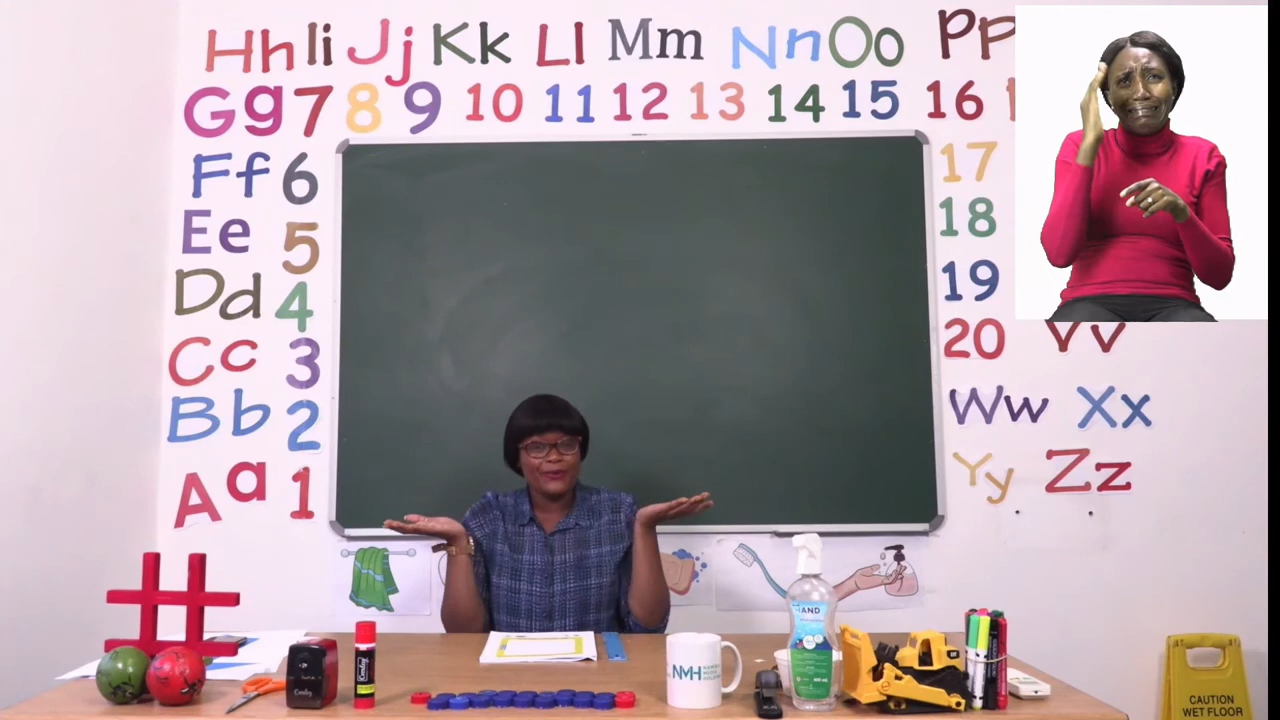 Hh Ii Jj Kk Ll Mm Nn Oo Pp
Gg 7 8 9 10 11 12 13 14 15 16
Ff 6 17
Ee 5 18
Dd 4 19
Cc 3 20 Vv
Bb 2 Ww Xx
Aa 1 Yy Zz
HAND
NMH
CAT
CAUTION
WET FLOOR